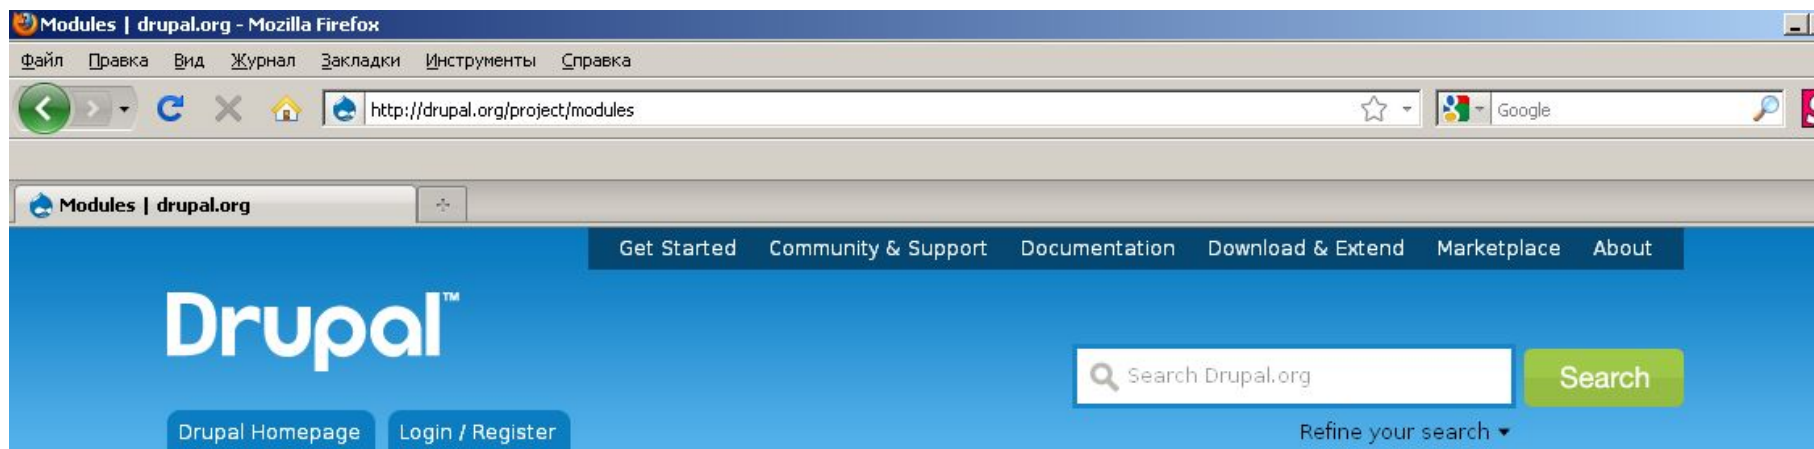 Modules | drupal.org - Mozilla Firefox
Файл Правка Вид Журнал Закладки Инструменты Справка
http://drupal.org/project/modules Google
Modules | drupal.org
Get Started Community & Support Documentation Download & Extend Marketplace About
Drupal™
Search Drupal.org Search
Drupal Homepage Login / Register Refine your search